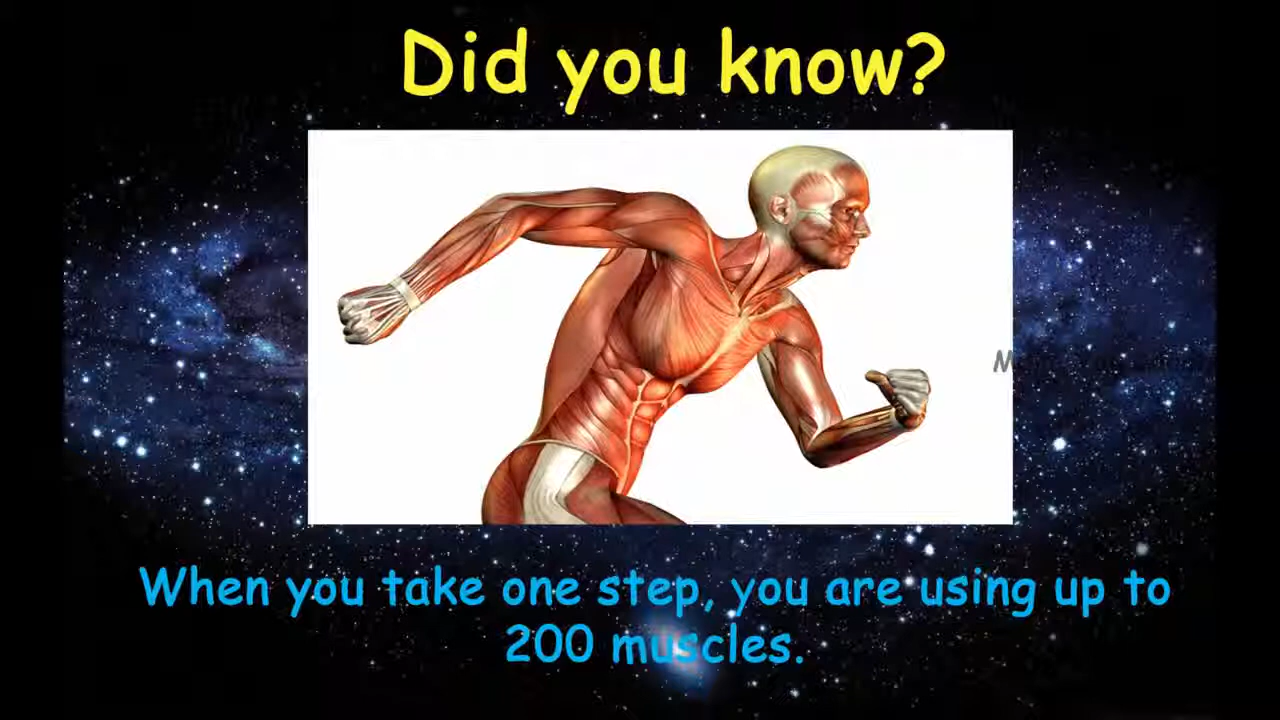 Did you know?
When you take one step, you are using up to
200 muscles.